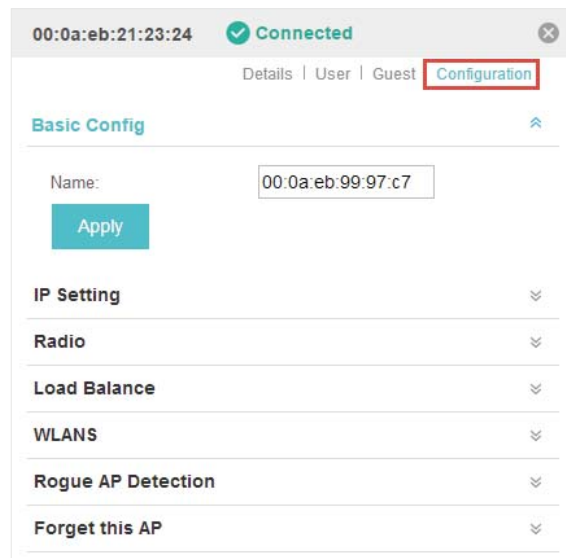 00:0a:eb:21:23:24 Connected
Details | User | Guest Configuration
Basic Config
Name: 00:0a:eb:99:97:c7
Apply
IP Setting
Radio
Load Balance
WLANS
Rogue AP Detection
Forget this AP